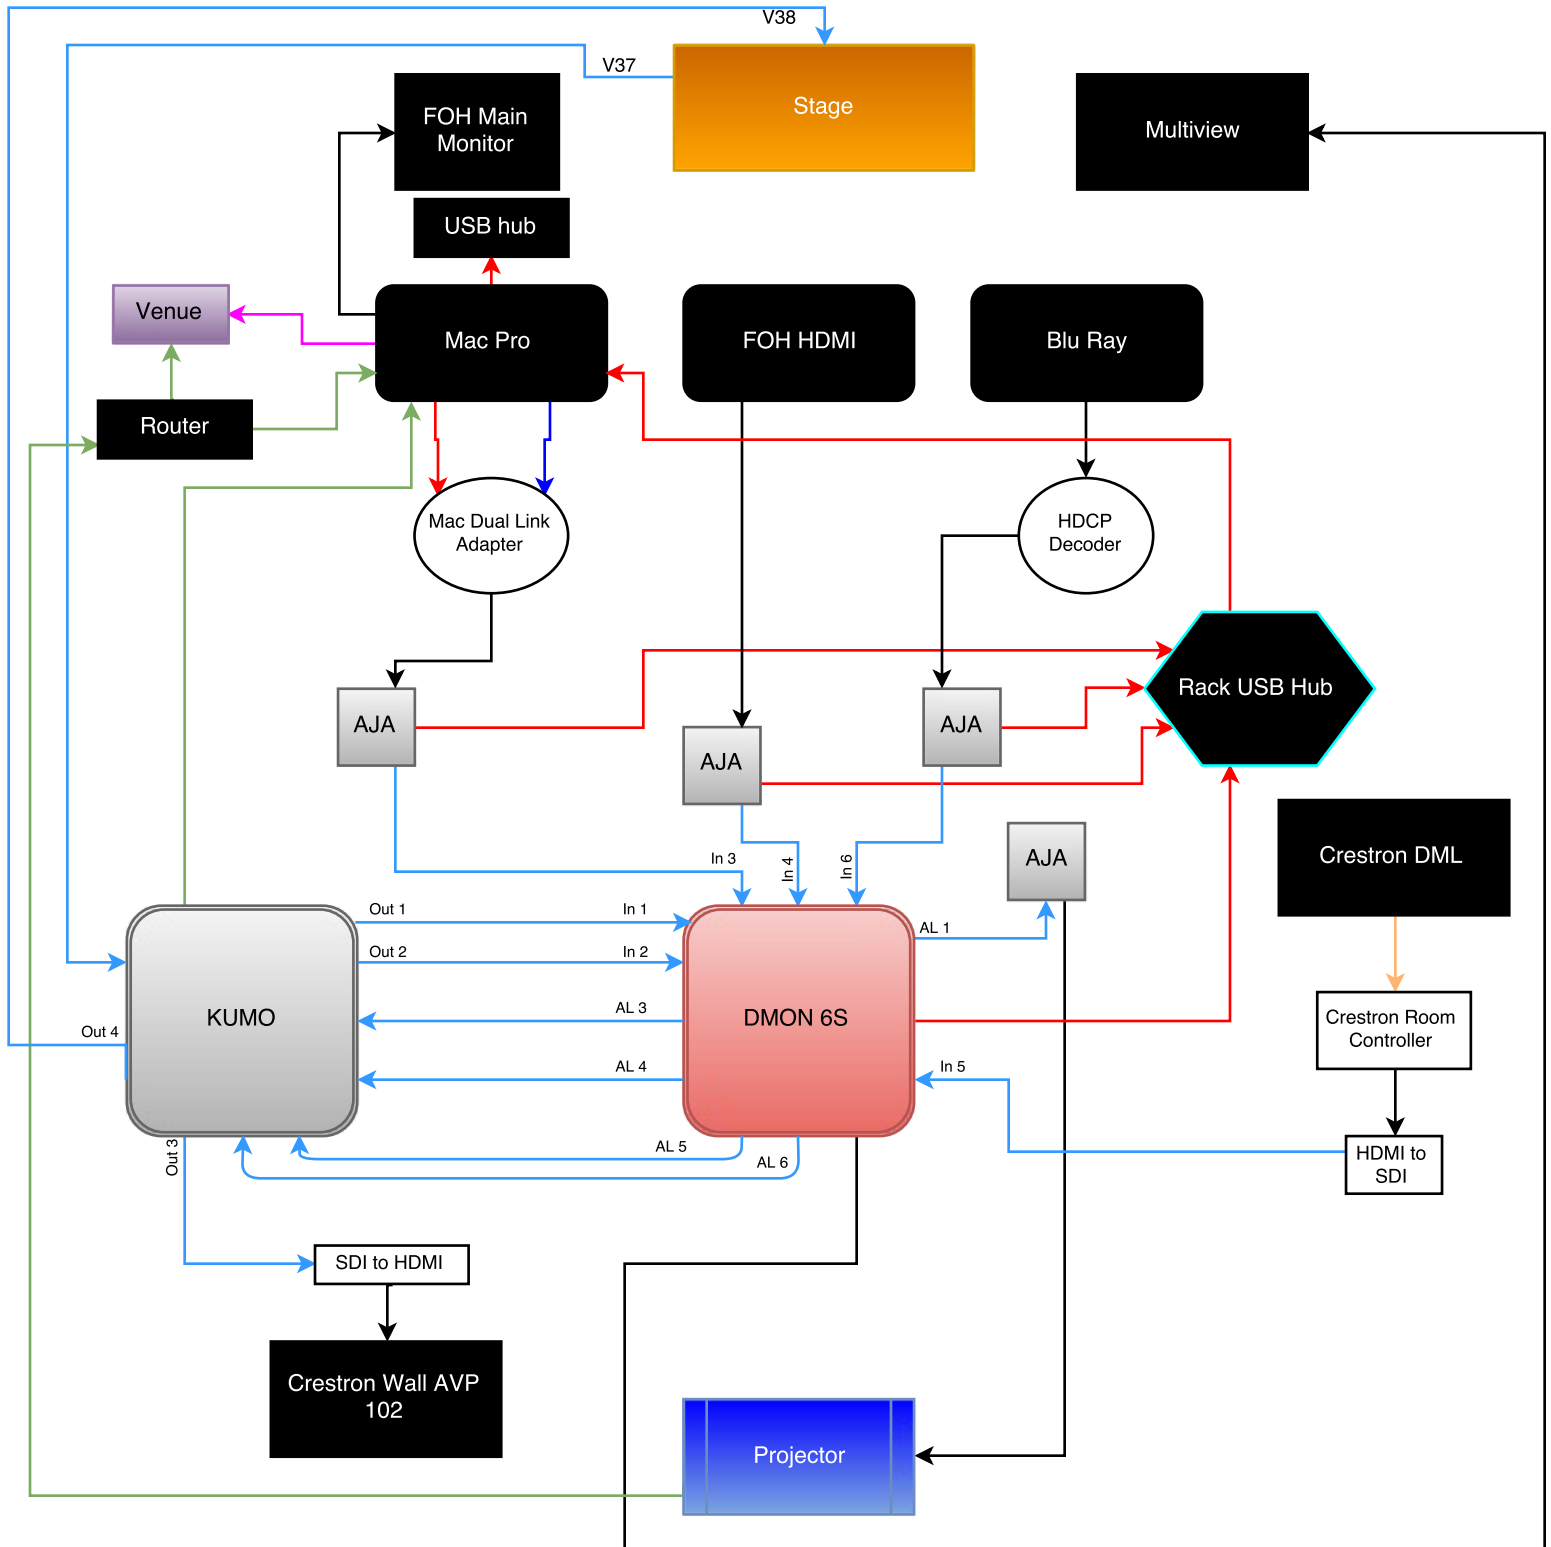 V38
V37
Stage
FOH Main
Monitor
Multiview
USB hub
Venue
Mac Pro
FOH HDMI
Blu Ray
Router
Mac Dual Link
Adapter
HDCP
Decoder
Rack USB Hub
AJA
AJA
AJA
In 3
In 4
In 6
AJA
Crestron DML
Out 1
In 1
AL 1
Out 2
In 2
KUMO
AL 3
DMON 6S
Crestron Room
Controller
Out 4
AL 4
In 5
Out 3
AL 5
AL 6
HDMI to
SDI
SDI to HDMI
Crestron Wall AVP
102
Projector